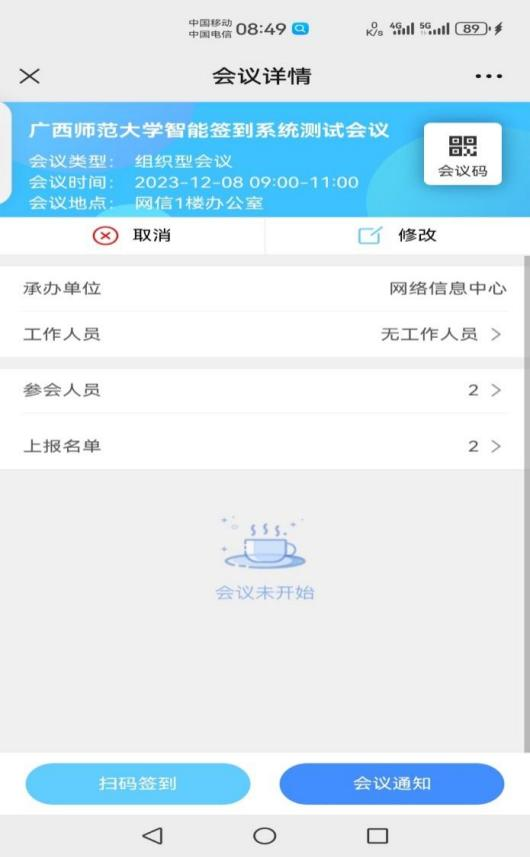 中国移动
中国电信 08:49
0 K/s 4G 5G 89
会议详情
广西师范大学智能签到系统测试会议
会议类型： 组织型会议
会议时间： 2023-12-08 09:00-11:00
会议地点： 网信1楼办公室
会议码
取消
修改
承办单位 网络信息中心
工作人员 无工作人员
参会人员 2
上报名单 2
会议未开始
扫码签到
会议通知